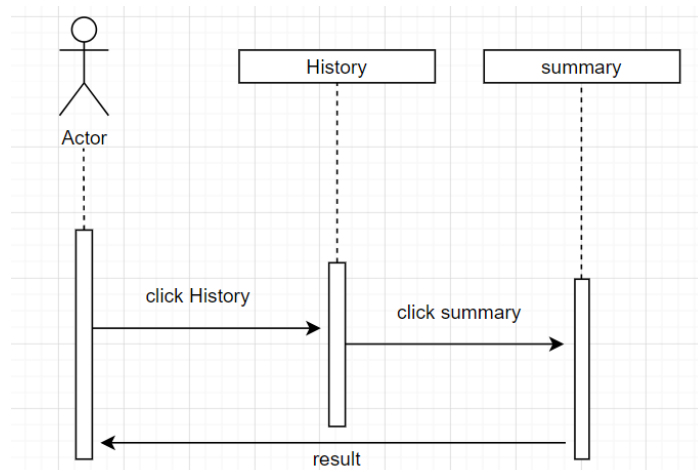 History
summary
Actor
click History
click summary
result